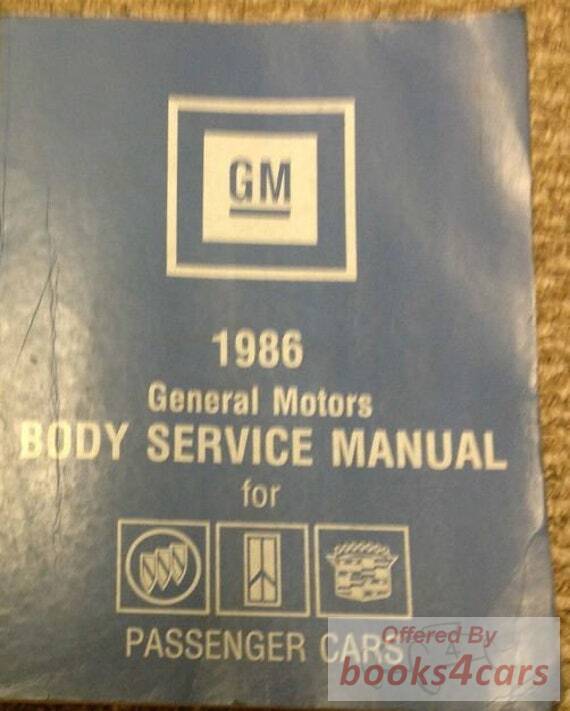 GM
1986
General Motors
BODY SERVICE MANUAL
for
PASSENGER CARS
Offered By
books4cars